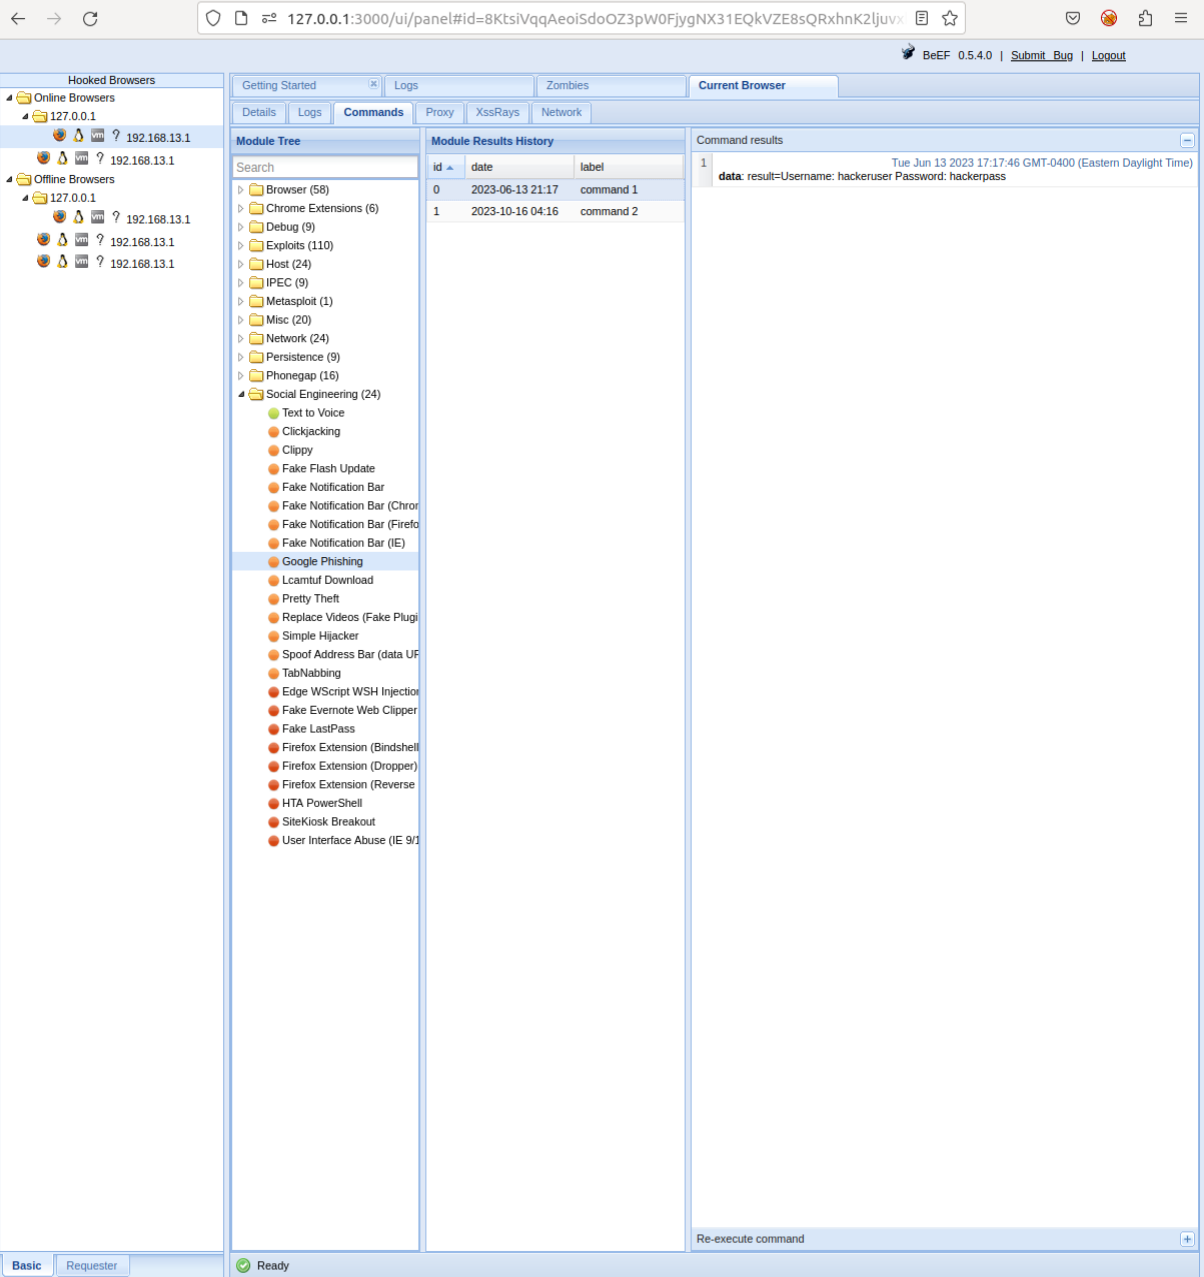 127.0.0.1:3000/ui/panel#id=8KtsiVqqAeoiSdoOZ3pW0FjygNX31EQkVZE8sQRxhnK2ljuvx
BeEF 0.5.4.0 | Submit Bug | Logout
Hooked Browsers
Online Browsers
127.0.0.1
? 192.168.13.1
? 192.168.13.1
Offline Browsers
127.0.0.1
? 192.168.13.1
? 192.168.13.1
? 192.168.13.1
Basic Requester
Getting Started Logs Zombies Current Browser
Details Logs Commands Proxy XssRays Network
Module Tree
Search
Browser (58)
Chrome Extensions (6)
Debug (9)
Exploits (110)
Host (24)
IPEC (9)
Metasploit (1)
Misc (20)
Network (24)
Persistence (9)
Phonegap (16)
Social Engineering (24)
Text to Voice
Clickjacking
Clippy
Fake Flash Update
Fake Notification Bar
Fake Notification Bar (Chror
Fake Notification Bar (Firefo
Fake Notification Bar (IE)
Google Phishing
Lcamtuf Download
Pretty Theft
Replace Videos (Fake Plugi
Simple Hijacker
Spoof Address Bar (data UF
TabNabbing
Edge WScript WSH Injection
Fake Evernote Web Clipper
Fake LastPass
Firefox Extension (Bindshell
Firefox Extension (Dropper)
Firefox Extension (Reverse
HTA PowerShell
SiteKiosk Breakout
User Interface Abuse (IE 9/1
Module Results History
id date label
0 2023-06-13 21:17 command 1
1 2023-10-16 04:16 command 2
Command results
1 Tue Jun 13 2023 17:17:46 GMT-0400 (Eastern Daylight Time)
data: result=Username: hackeruser Password: hackerpass
Re-execute command
Ready